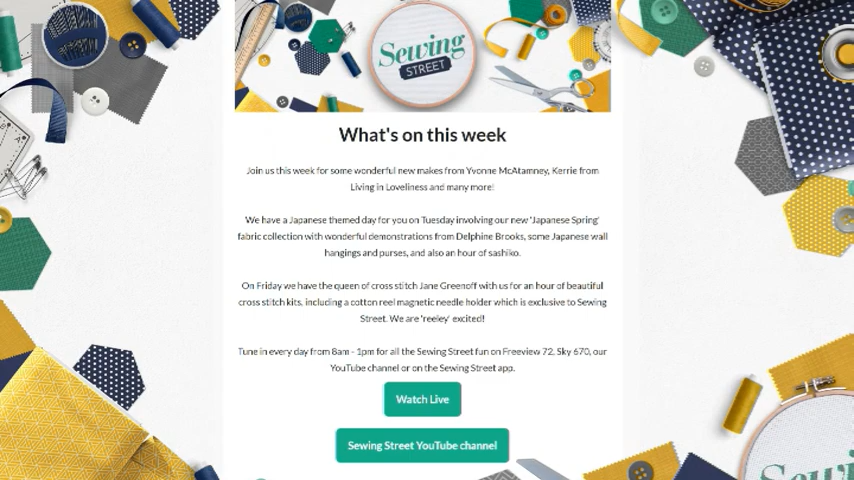 Sewing
STREET
What's on this week
Join us this week for some wonderful new makes from Yvonne McAtamney, Kerrie from
Living in Loveliness and many more!
We have a Japanese themed day for you on Tuesday involving our new 'Japanese Spring'
fabric collection with wonderful demonstrations from Delphine Brooks, some Japanese wall
hangings and purses, and also an hour of sashiko.
On Friday we have the queen of cross stitch Jane Greenoff with us for an hour of beautiful
cross stitch kits, including a cotton reel magnetic needle holder which is exclusive to Sewing
Street. We are 'reeley' excited!
Tune in every day from 8am - 1pm for all the Sewing Street fun on Freeview 72, Sky 670, our
YouTube channel or on the Sewing Street app.
Watch Live
Sewing Street YouTube channel